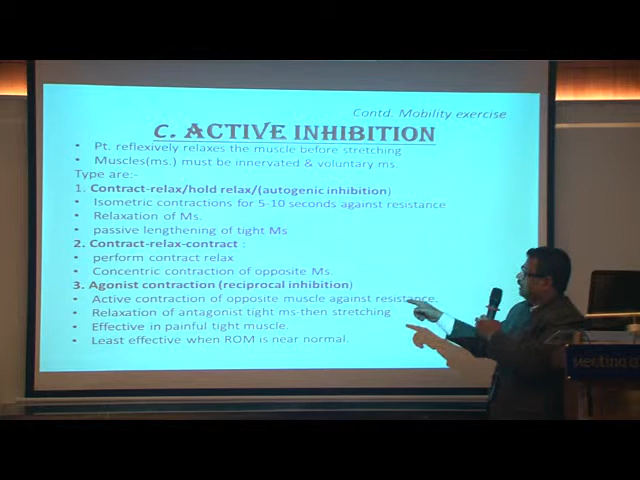 Contd. Mobility exercise
C. ACTIVE INHIBITION
• Pt. reflexively relaxes the muscle before stretching
• Muscles(ms.) must be innervated & voluntary ms.
Type are:-
1. Contract-relax/hold relax/(autogenic inhibition)
• Isometric contractions for 5-10 seconds against resistance
• Relaxation of Ms.
• passive lengthening of tight Ms
2. Contract-relax-contract :
• perform contract relax
• Concentric contraction of opposite Ms.
3. Agonist contraction (reciprocal inhibition)
• Active contraction of opposite muscle against resistance.
• Relaxation of antagonist tight ms-then stretching
• Effective in painful tight muscle.
• Least effective when ROM is near normal.